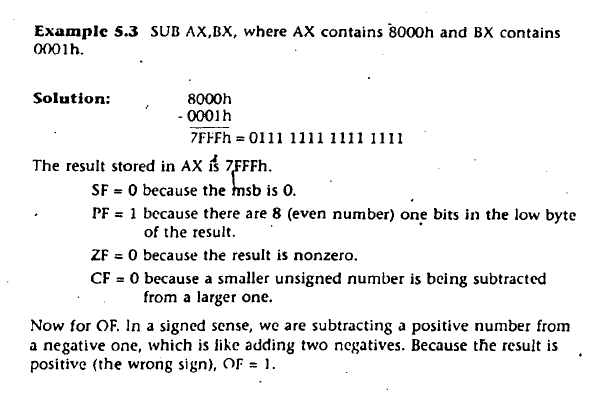 Example 5.3 SUB AX,BX, where AX contains 8000h and BX contains
0001h.
Solution:
8000h
- 0001h
7FFFh = 0111 1111 1111 1111
The result stored in AX is 7FFFh.
SF = 0 because the msb is 0.
PF = 1 because there are 8 (even number) one bits in the low byte
of the result.
ZF = 0 because the result is nonzero.
CF = 0 because a smaller unsigned number is being subtracted
from a larger one.
Now for OF. In a signed sense, we are subtracting a positive number from
a negative one, which is like adding two negatives. Because the result is
positive (the wrong sign), OF = 1.